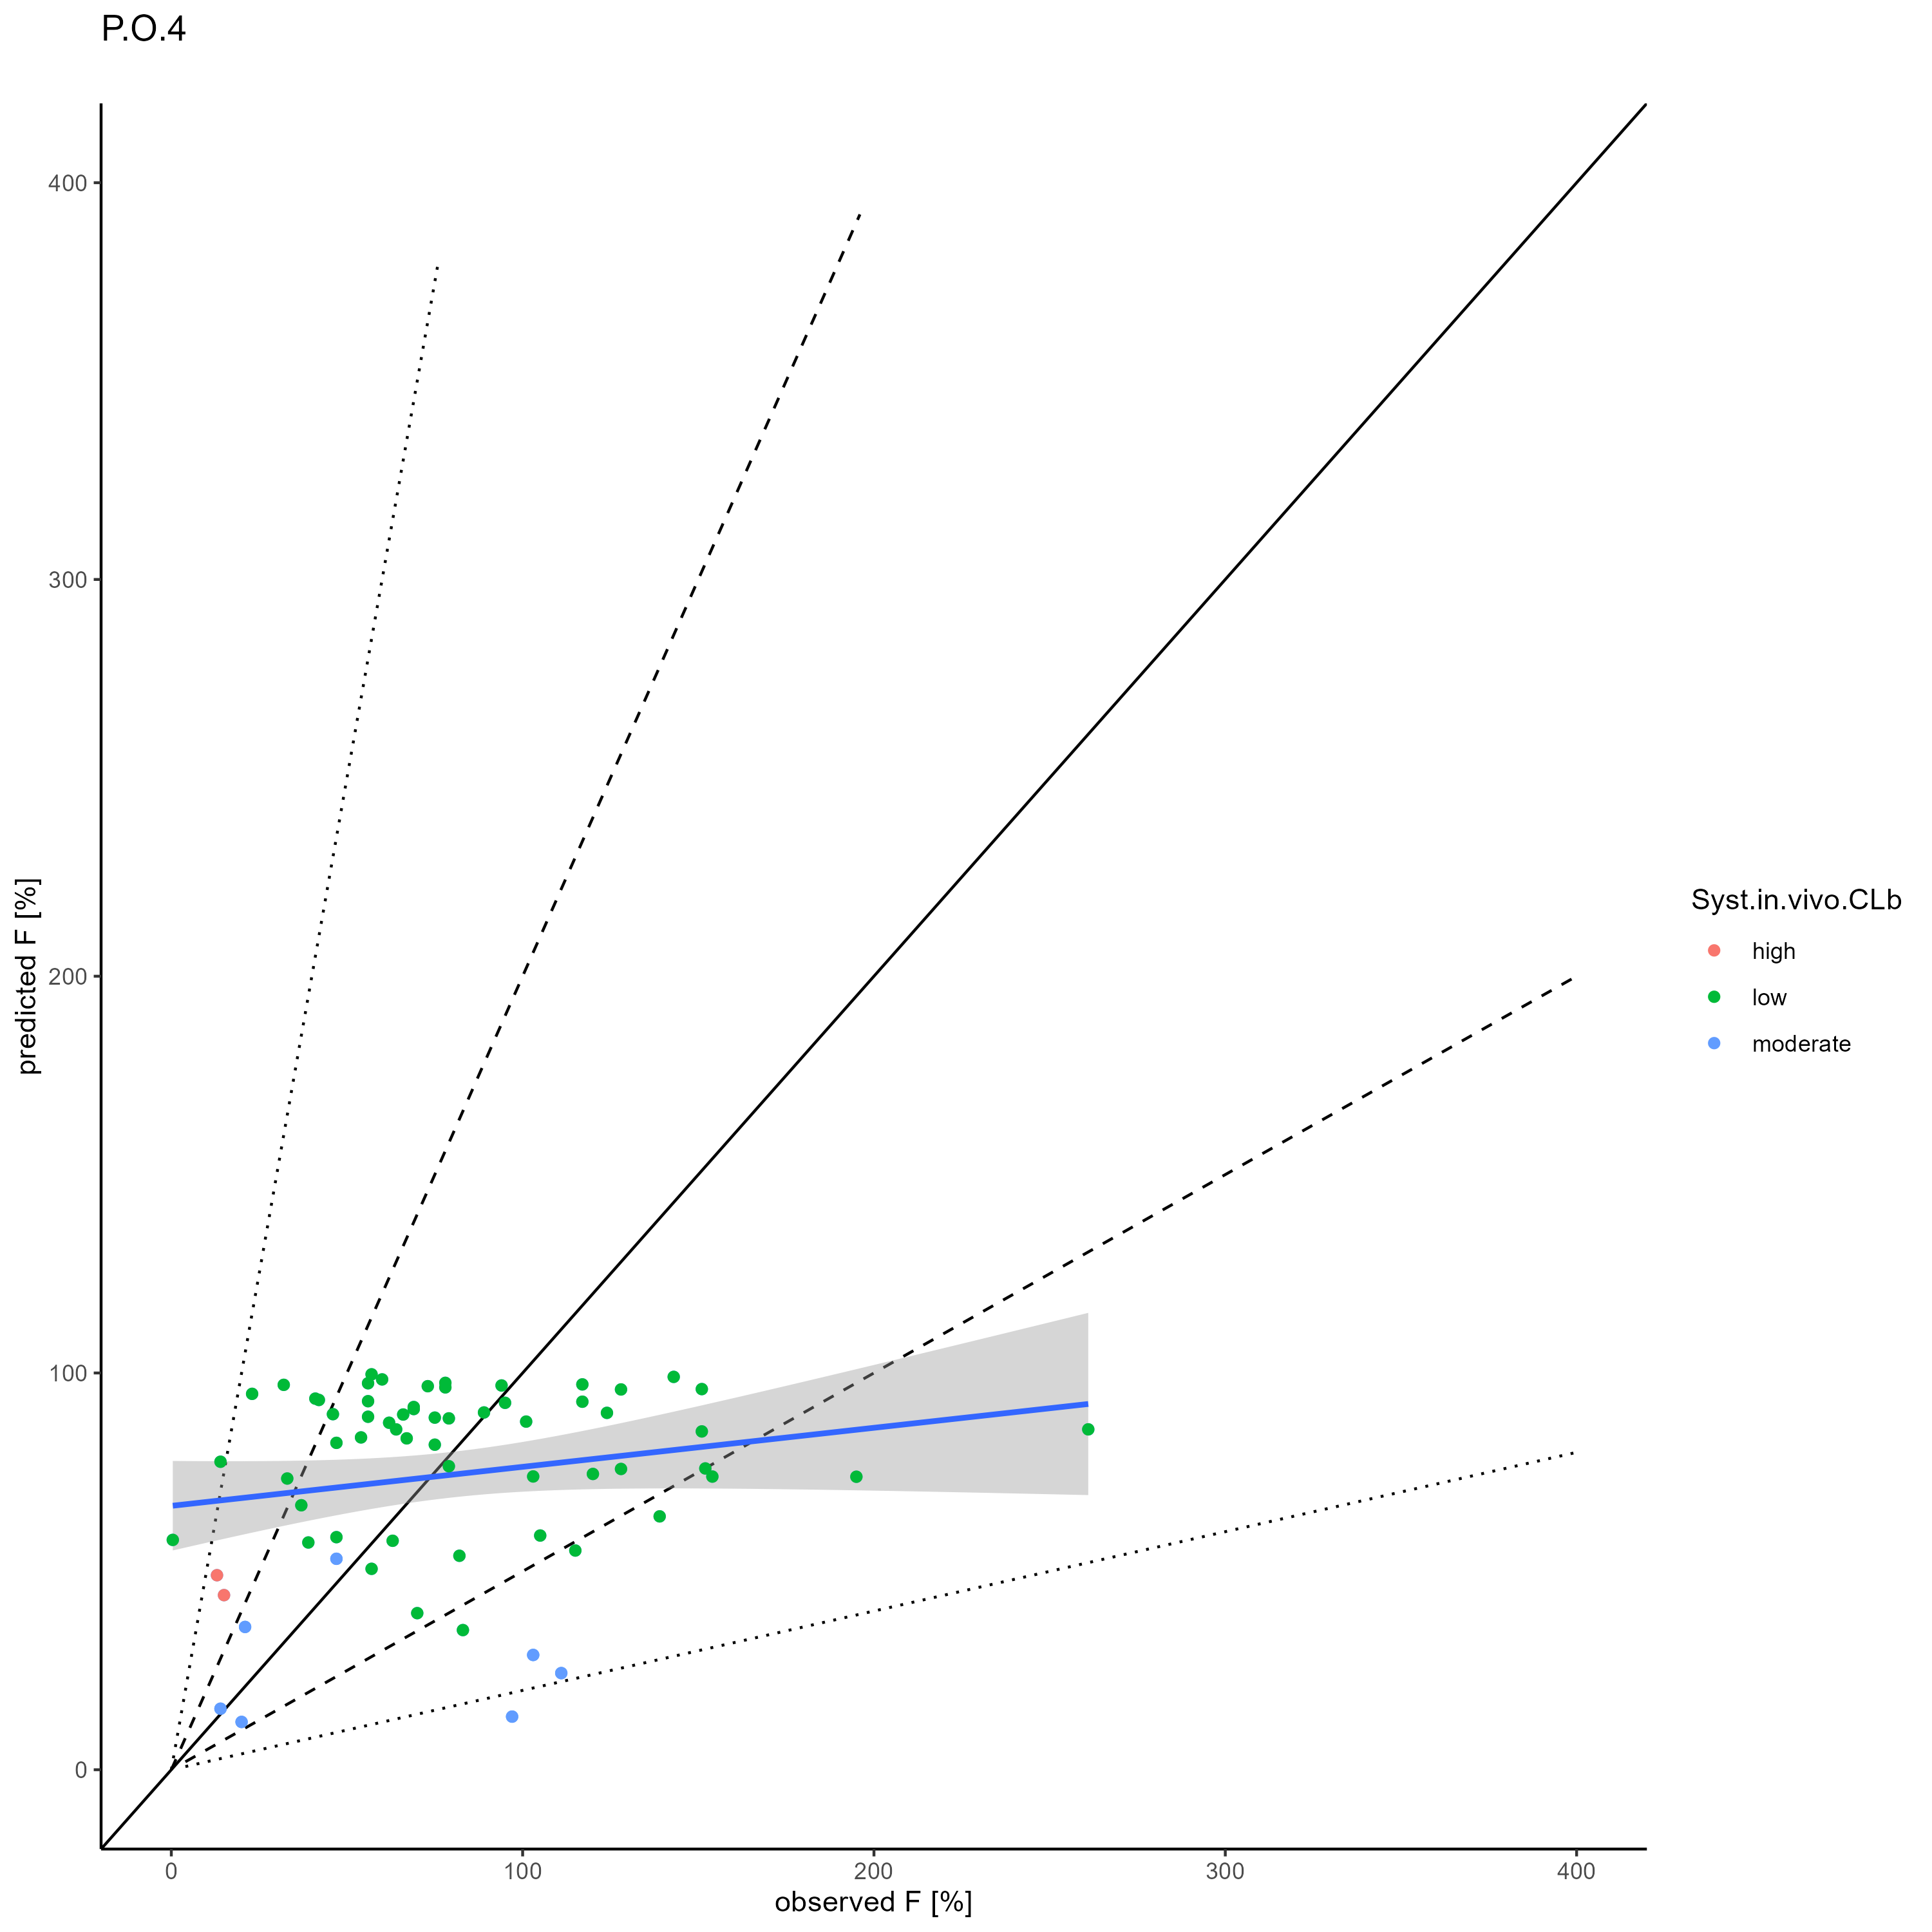 P.O.4
400
300
200
100
0
predicted F [%]
0 100 200 300 400
observed F [%]
Syst.in.vivo.CLb
high
low
moderate